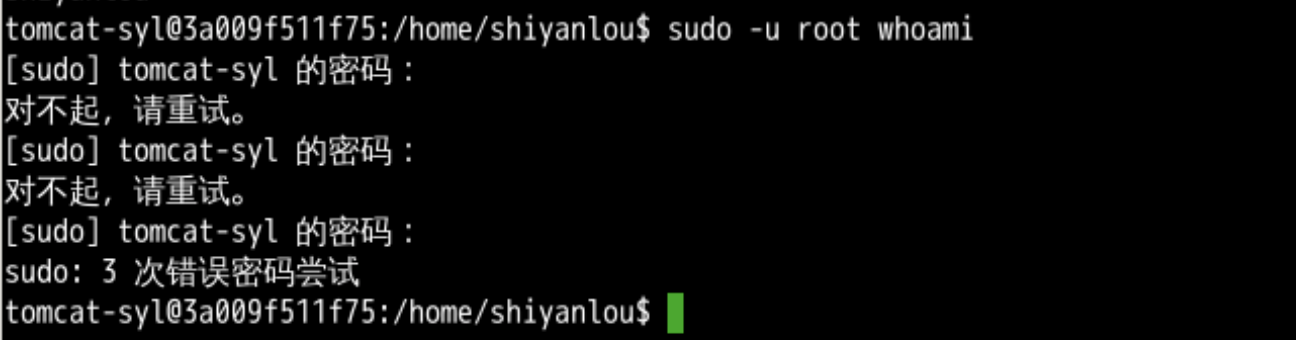 tomcat-syl@3a009f511f75:/home/shiyanlou$ sudo -u root whoami
[sudo] tomcat-syl 的密码：
对不起，请重试。
[sudo] tomcat-syl 的密码：
对不起，请重试。
[sudo] tomcat-syl 的密码：
sudo: 3 次错误密码尝试
tomcat-syl@3a009f511f75:/home/shiyanlou$